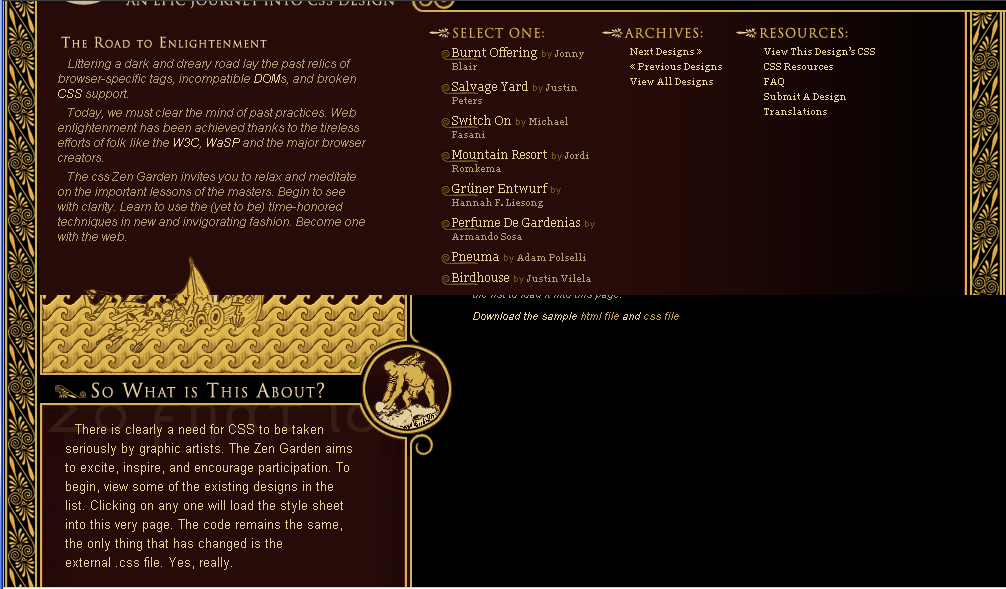 AN EPIC JOURNEY INTO CSS DESIGN
THE ROAD TO ENLIGHTENMENT
Littering a dark and dreary road lay the past relics of
browser-specific tags, incompatible DOMs, and broken
CSS support.
Today, we must clear the mind of past practices. Web
enlightenment has been achieved thanks to the tireless
efforts of folk like the W3C, WaSP and the major browser
creators.
The css Zen Garden invites you to relax and meditate
on the important lessons of the masters. Begin to see
with clarity. Learn to use the (yet to be) time-honored
techniques in new and invigorating fashion. Become one
with the web.
SELECT ONE:
Burnt Offering by Jonny
Blair
Salvage Yard by Justin
Peters
Switch On by Michael
Fasani
Mountain Resort by Jordi
Romkema
Grüner Entwurf by
Hannah F. Liesong
Perfume De Gardenias by
Armando Sosa
Pneuma by Adam Polselli
Birdhouse by Justin Vilela
ARCHIVES:
Next Designs »
« Previous Designs
View All Designs
RESOURCES:
View This Design's CSS
CSS Resources
FAQ
Submit A Design
Translations
the list to load it into this page.
Download the sample html file and css file
SO WHAT IS THIS ABOUT?
There is clearly a need for CSS to be taken
seriously by graphic artists. The Zen Garden aims
to excite, inspire, and encourage participation. To
begin, view some of the existing designs in the
list. Clicking on any one will load the style sheet
into this very page. The code remains the same,
the only thing that has changed is the
external .css file. Yes, really.